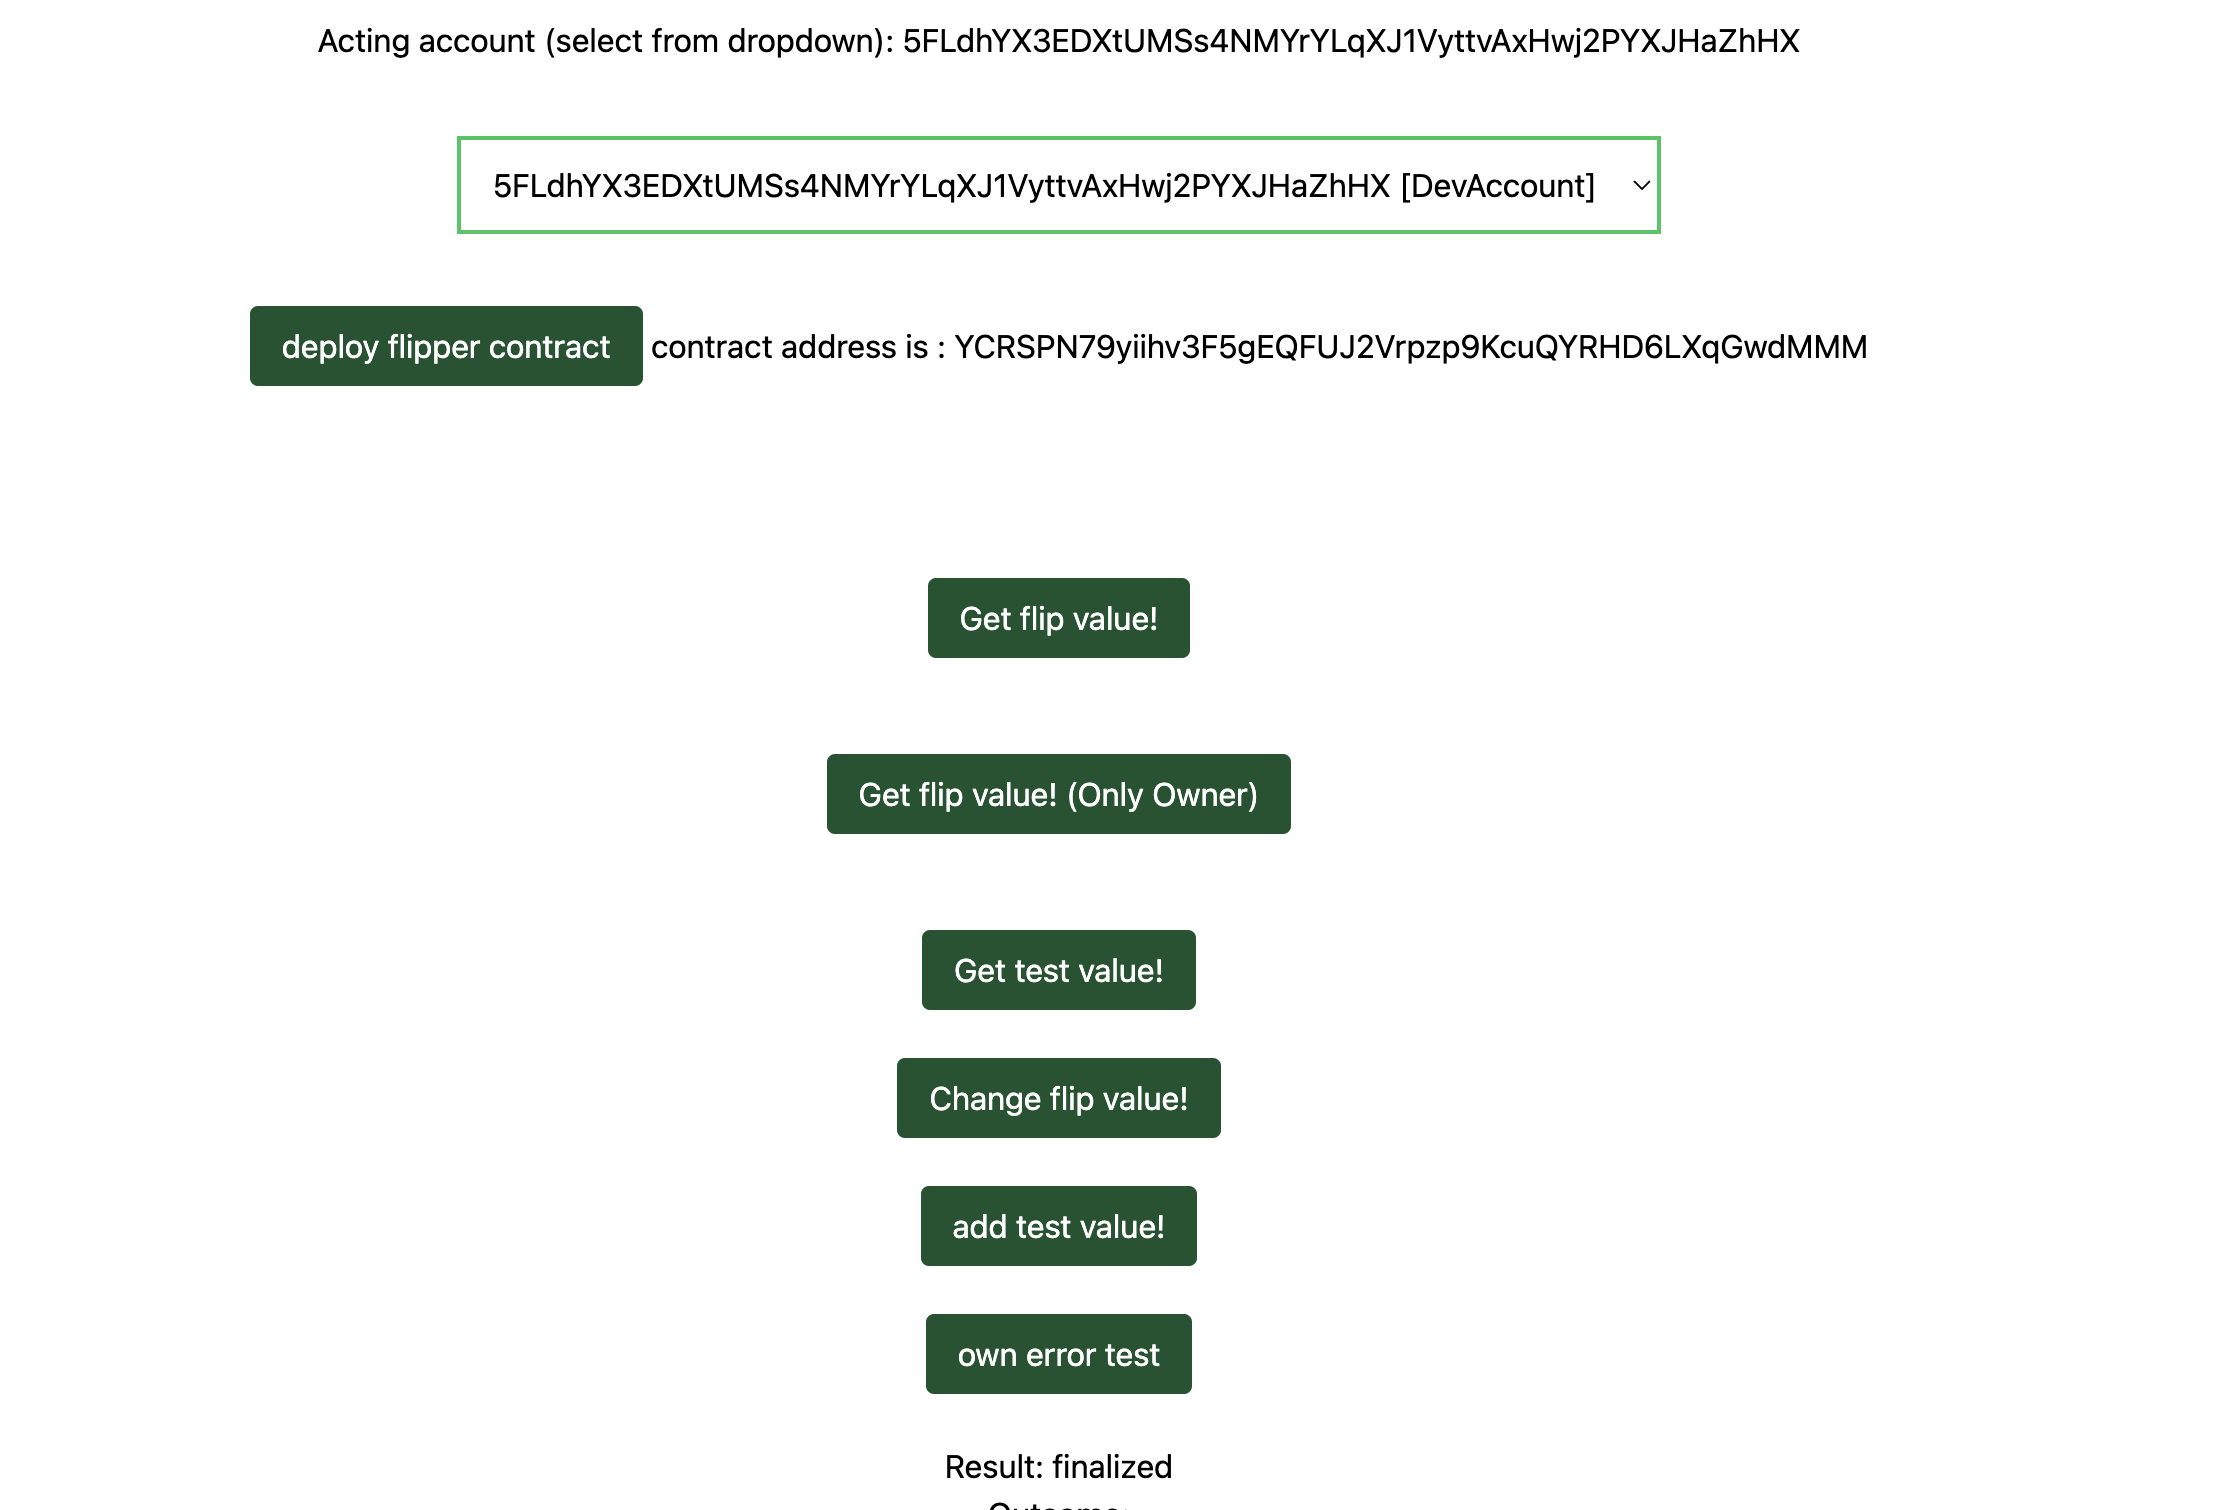 Acting account (select from dropdown): 5FLdhYX3EDXtUMSs4NMYrYLqXJ1VyttvAxHwj2PYXJHaZhHX
5FLdhYX3EDXtUMSs4NMYrYLqXJ1VyttvAxHwj2PYXJHaZhHX [DevAccount]
deploy flipper contract contract address is : YCRSPN79yiihv3F5gEQFUJ2Vrpzp9KcuQYRHD6LXqGwdMMM
Get flip value!
Get flip value! (Only Owner)
Get test value!
Change flip value!
add test value!
own error test
Result: finalized